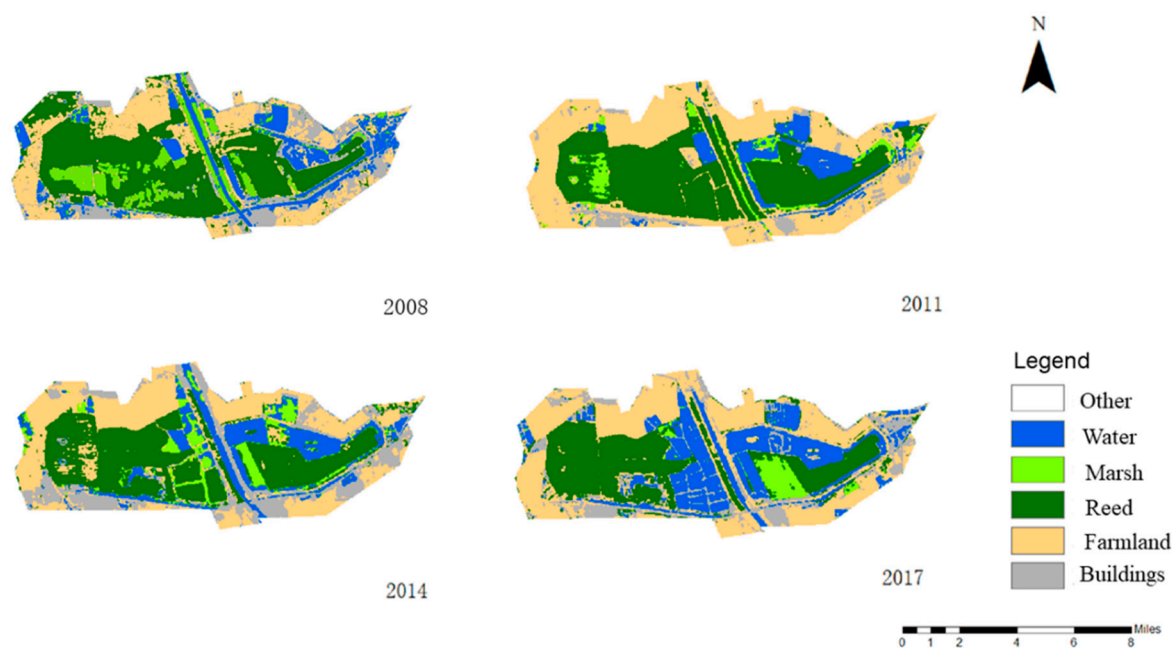 N
2008
2011
Legend
Other
Water
Marsh
Reed
Farmland
Buildings
2014
2017
Miles
0 1 2 4 6 8